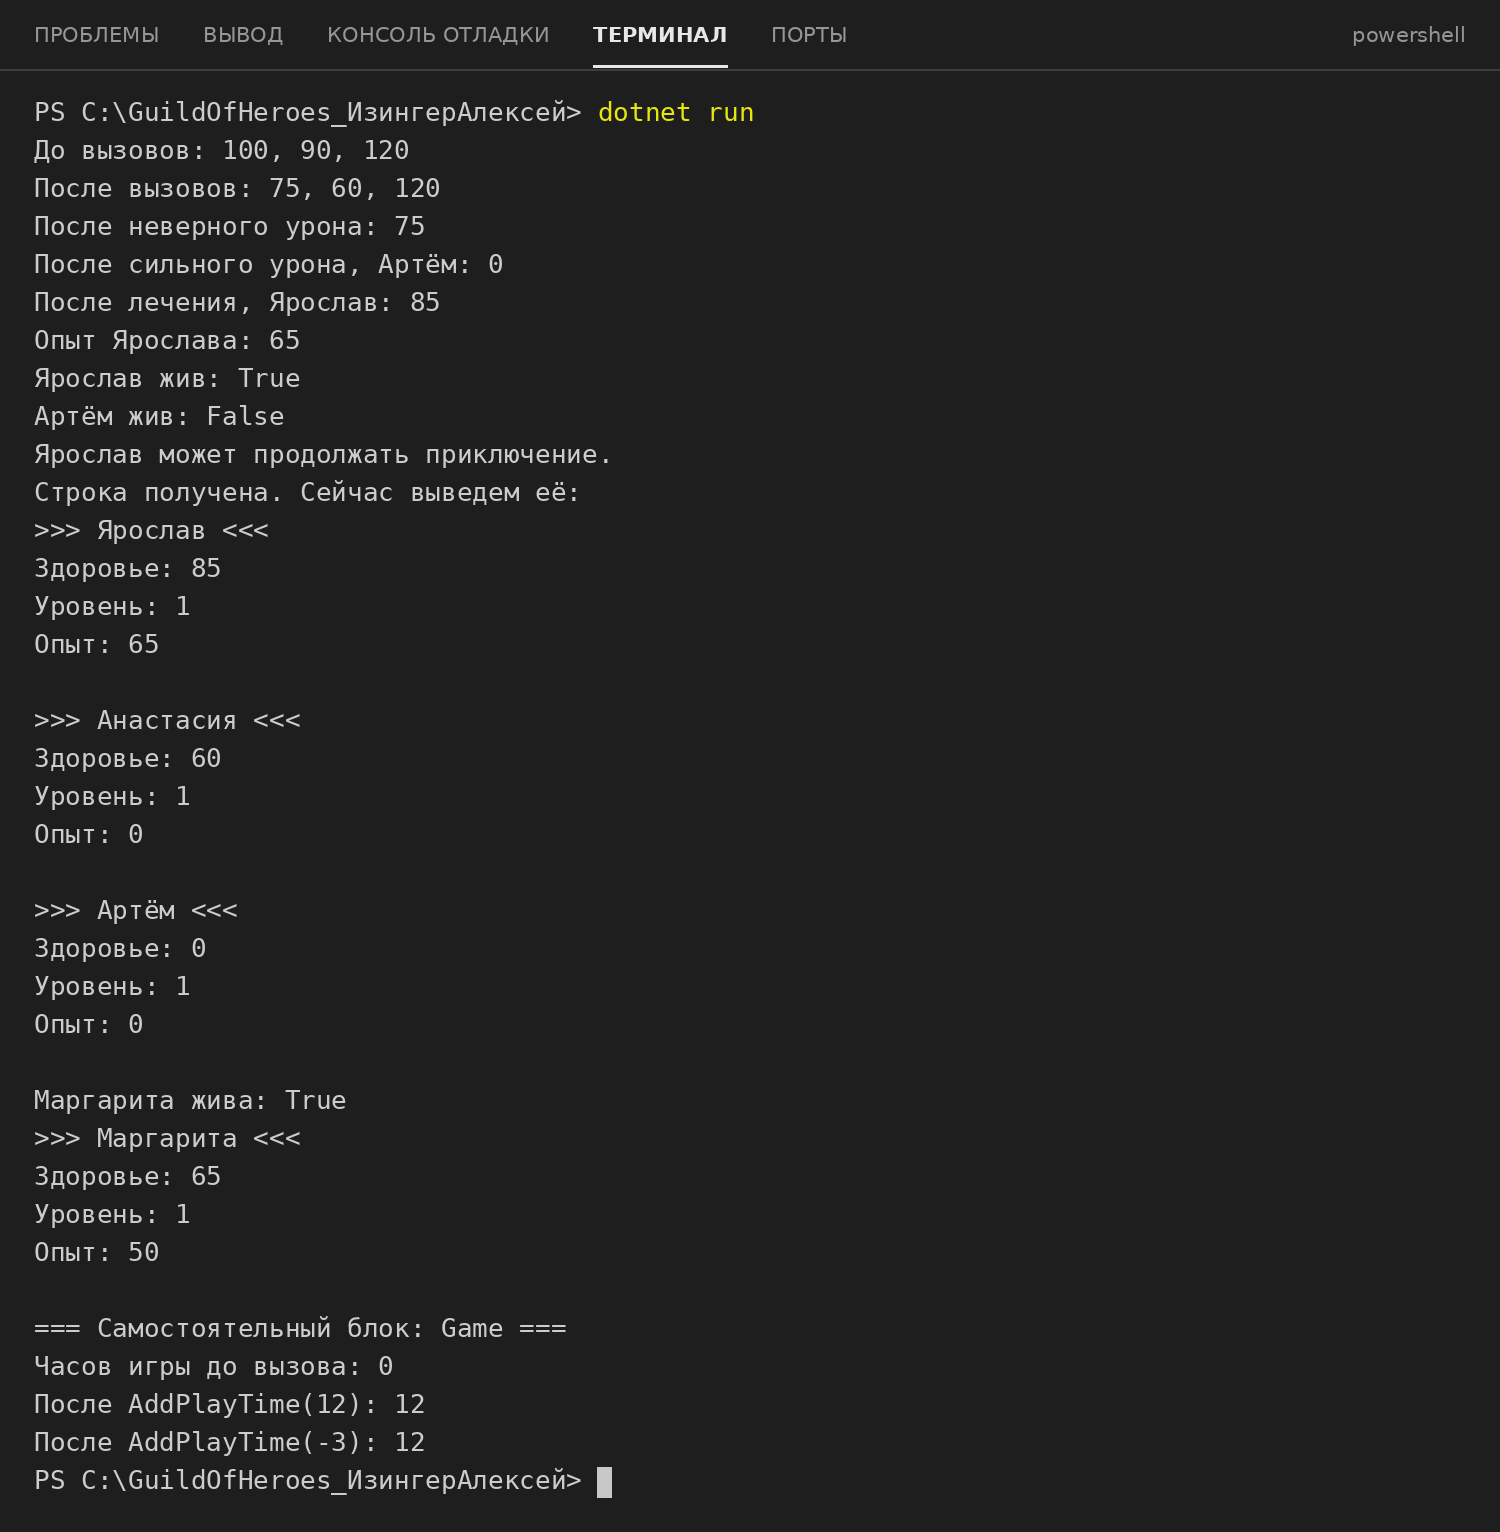 ПРОБЛЕМЫ ВЫВОД КОНСОЛЬ ОТЛАДКИ ТЕРМИНАЛ ПОРТЫ powershell
PS C:\GuildOfHeroes_ИзингерАлексей> dotnet run
До вызовов: 100, 90, 120
После вызовов: 75, 60, 120
После неверного урона: 75
После сильного урона, Артём: 0
После лечения, Ярослав: 85
Опыт Ярослава: 65
Ярослав жив: True
Артём жив: False
Ярослав может продолжать приключение.
Строка получена. Сейчас выведем её:
>>> Ярослав <<<
Здоровье: 85
Уровень: 1
Опыт: 65
>>> Анастасия <<<
Здоровье: 60
Уровень: 1
Опыт: 0
>>> Артём <<<
Здоровье: 0
Уровень: 1
Опыт: 0
Маргарита жива: True
>>> Маргарита <<<
Здоровье: 65
Уровень: 1
Опыт: 50
=== Самостоятельный блок: Game ===
Часов игры до вызова: 0
После AddPlayTime(12): 12
После AddPlayTime(-3): 12
PS C:\GuildOfHeroes_ИзингерАлексей>